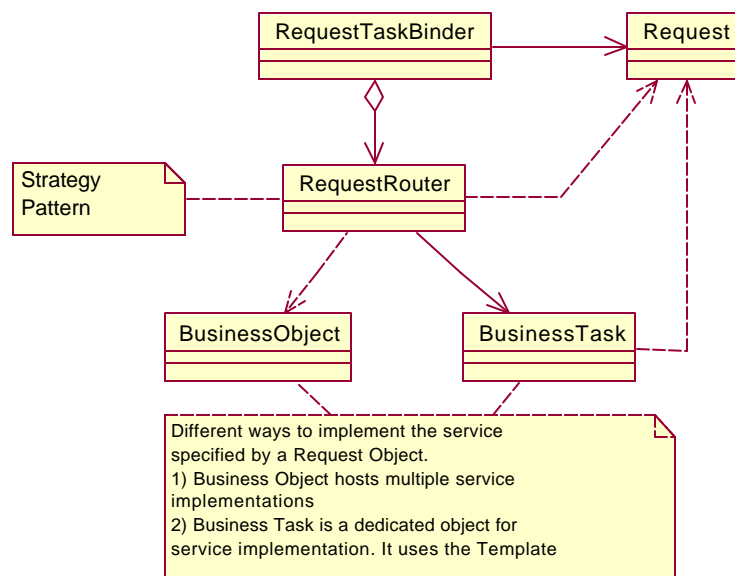 RequestTaskBinder
Request
Strategy
Pattern
RequestRouter
BusinessObject
BusinessTask
Different ways to implement the service
specified by a Request Object.
1) Business Object hosts multiple service
implementations
2) Business Task is a dedicated object for
service implementation. It uses the Template